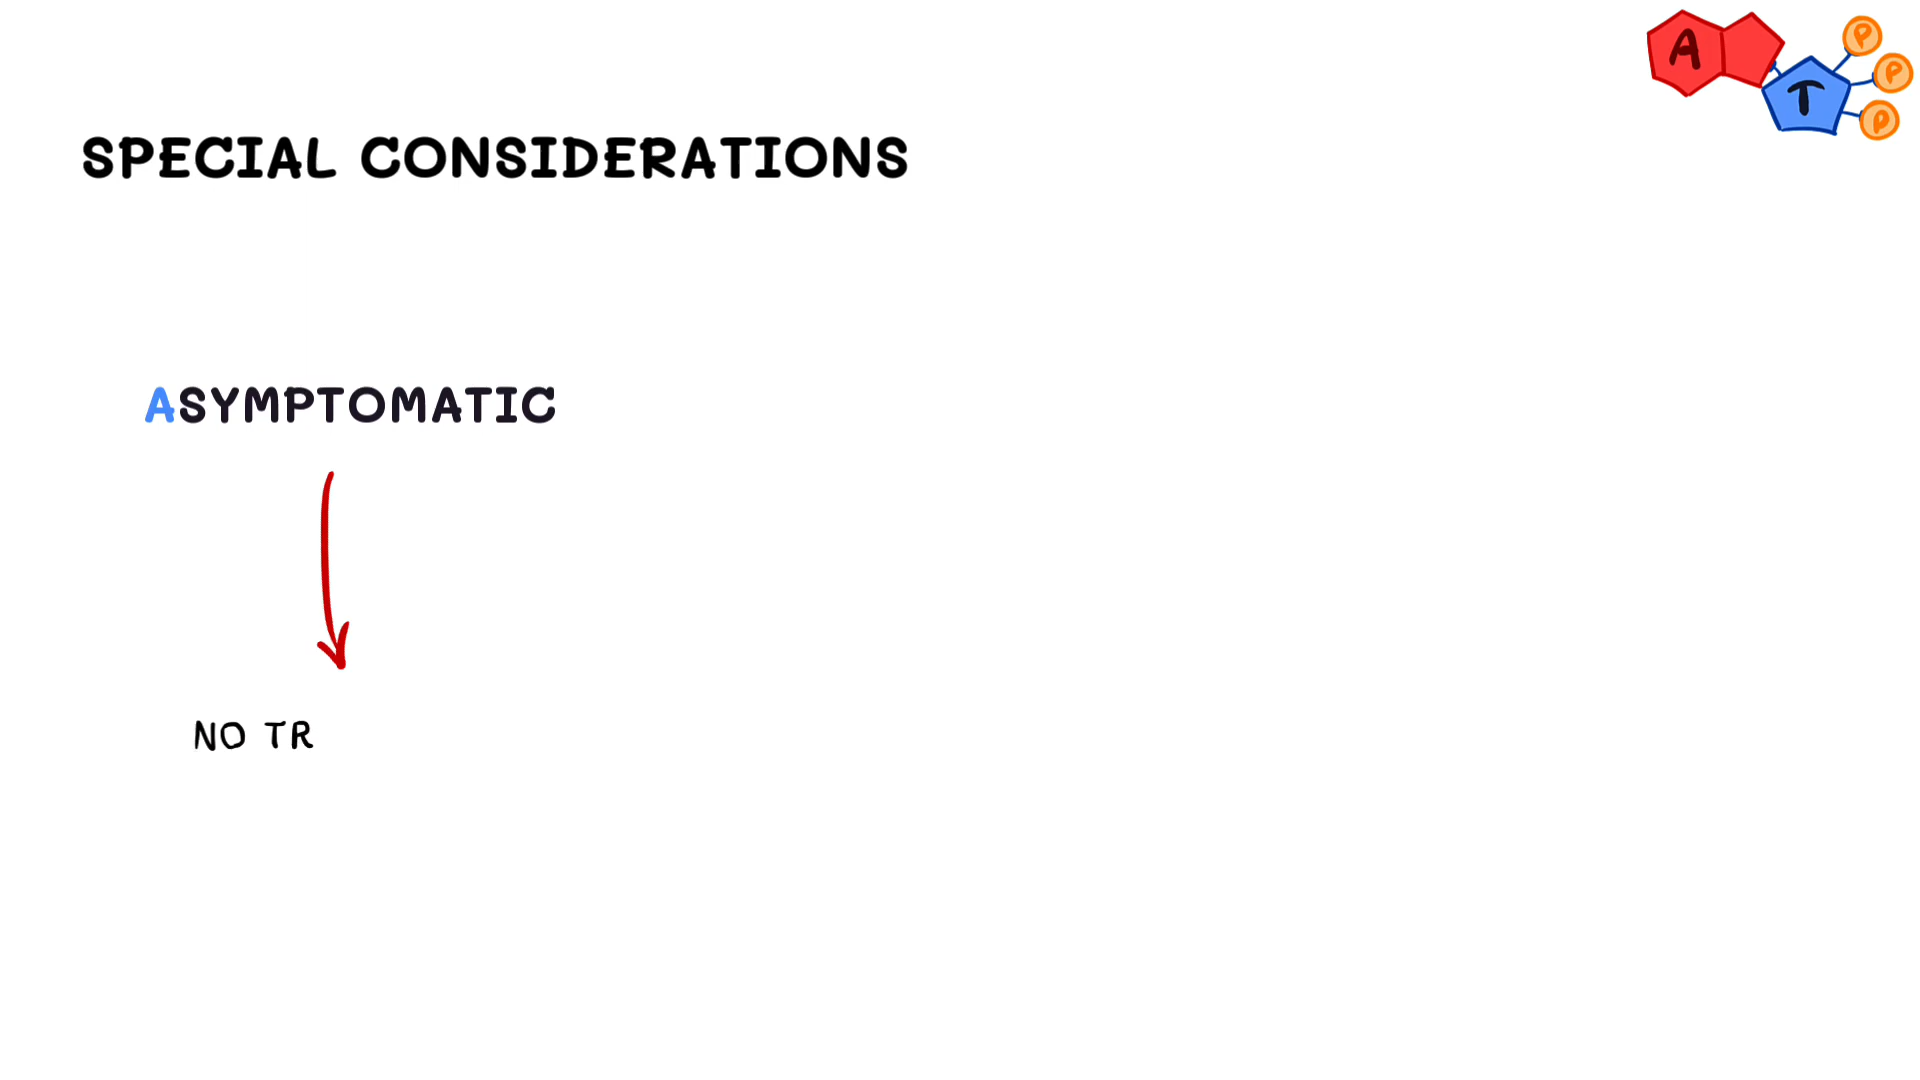 A
T
P
P
P
SPECIAL CONSIDERATIONS
ASYMPTOMATIC
NO TR